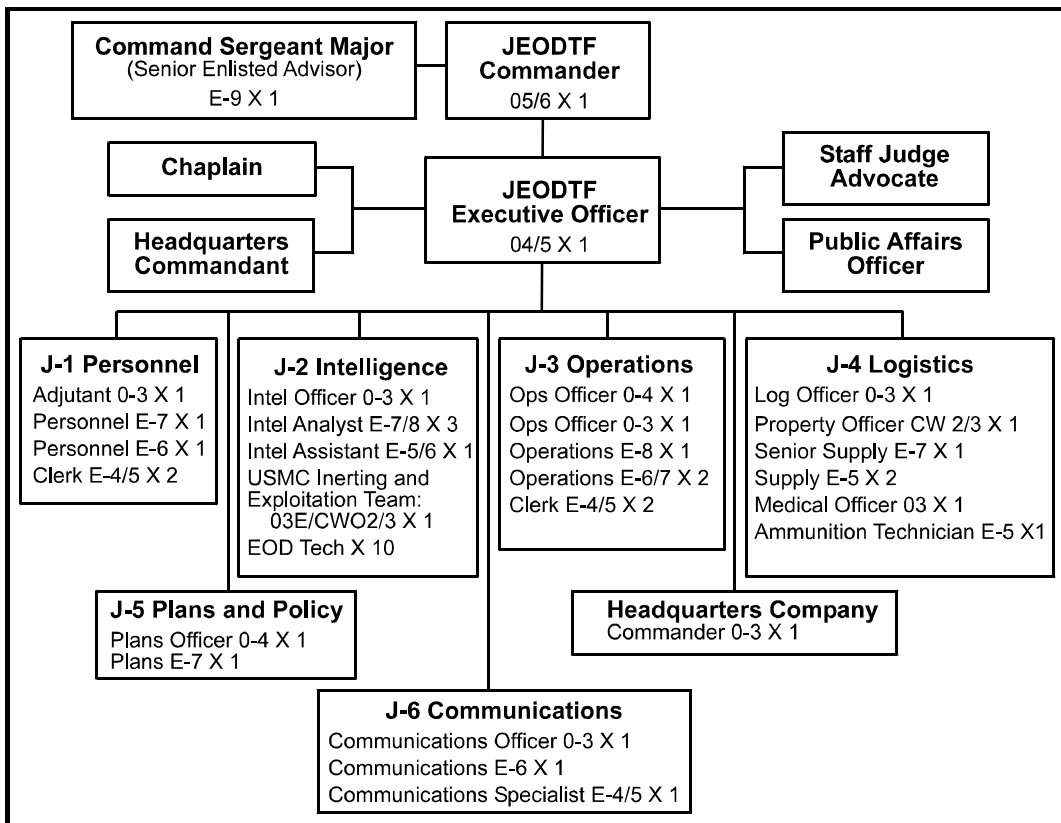 Command Sergeant Major
(Senior Enlisted Advisor)
E-9 X 1
JEODTF
Commander
05/6 X 1
Chaplain
Headquarters
Commandant
JEODTF
Executive Officer
04/5 X 1
Staff Judge
Advocate
Public Affairs
Officer
J-1 Personnel
Adjutant 0-3 X 1
Personnel E-7 X 1
Personnel E-6 X 1
Clerk E-4/5 X 2
J-2 Intelligence
Intel Officer 0-3 X 1
Intel Analyst E-7/8 X 3
Intel Assistant E-5/6 X 1
USMC Inerting and
Exploitation Team:
03E/CWO2/3 X 1
EOD Tech X 10
J-3 Operations
Ops Officer 0-4 X 1
Ops Officer 0-3 X 1
Operations E-8 X 1
Operations E-6/7 X 2
Clerk E-4/5 X 2
J-4 Logistics
Log Officer 0-3 X 1
Property Officer CW 2/3 X 1
Senior Supply E-7 X 1
Supply E-5 X 2
Medical Officer 03 X 1
Ammunition Technician E-5 X1
J-5 Plans and Policy
Plans Officer 0-4 X 1
Plans E-7 X 1
Headquarters Company
Commander 0-3 X 1
J-6 Communications
Communications Officer 0-3 X 1
Communications E-6 X 1
Communications Specialist E-4/5 X 1